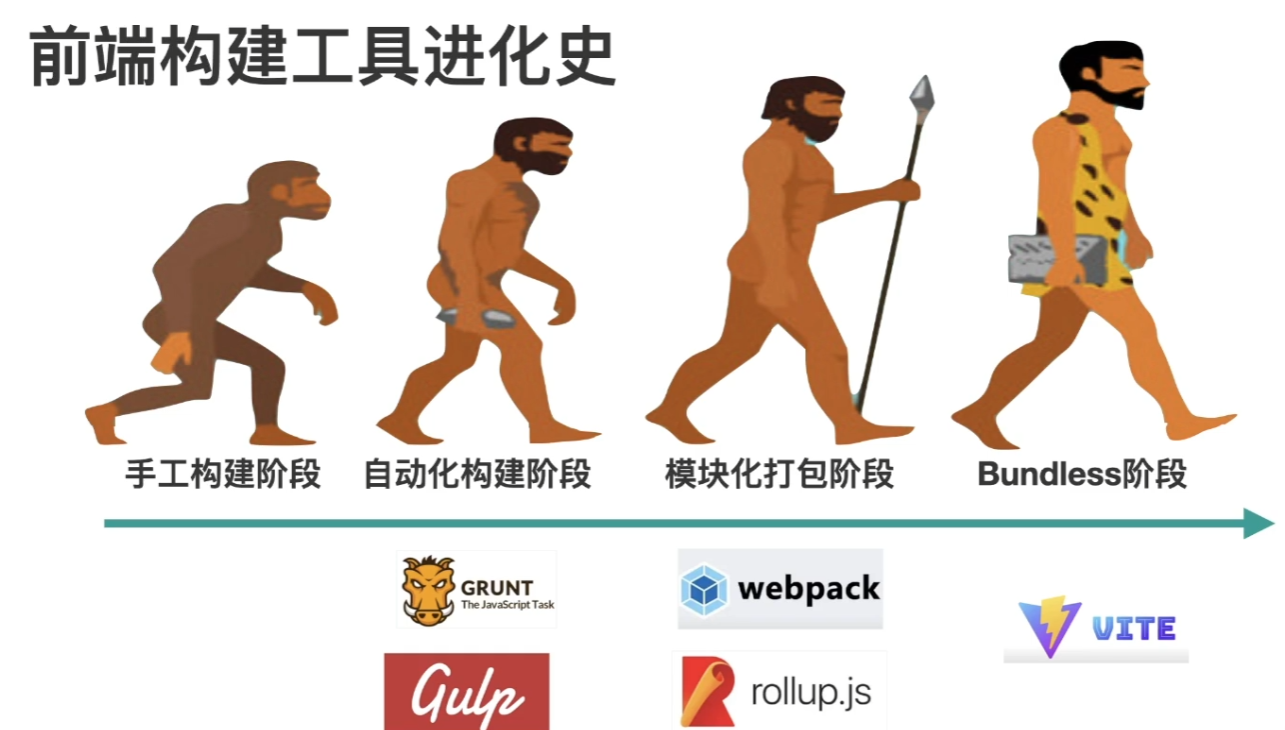 前端构建工具进化史
手工构建阶段
自动化构建阶段
模块化打包阶段
Bundless阶段
GRUNT
The JavaScript Task
webpack
VITE
Gulp
rollup.js